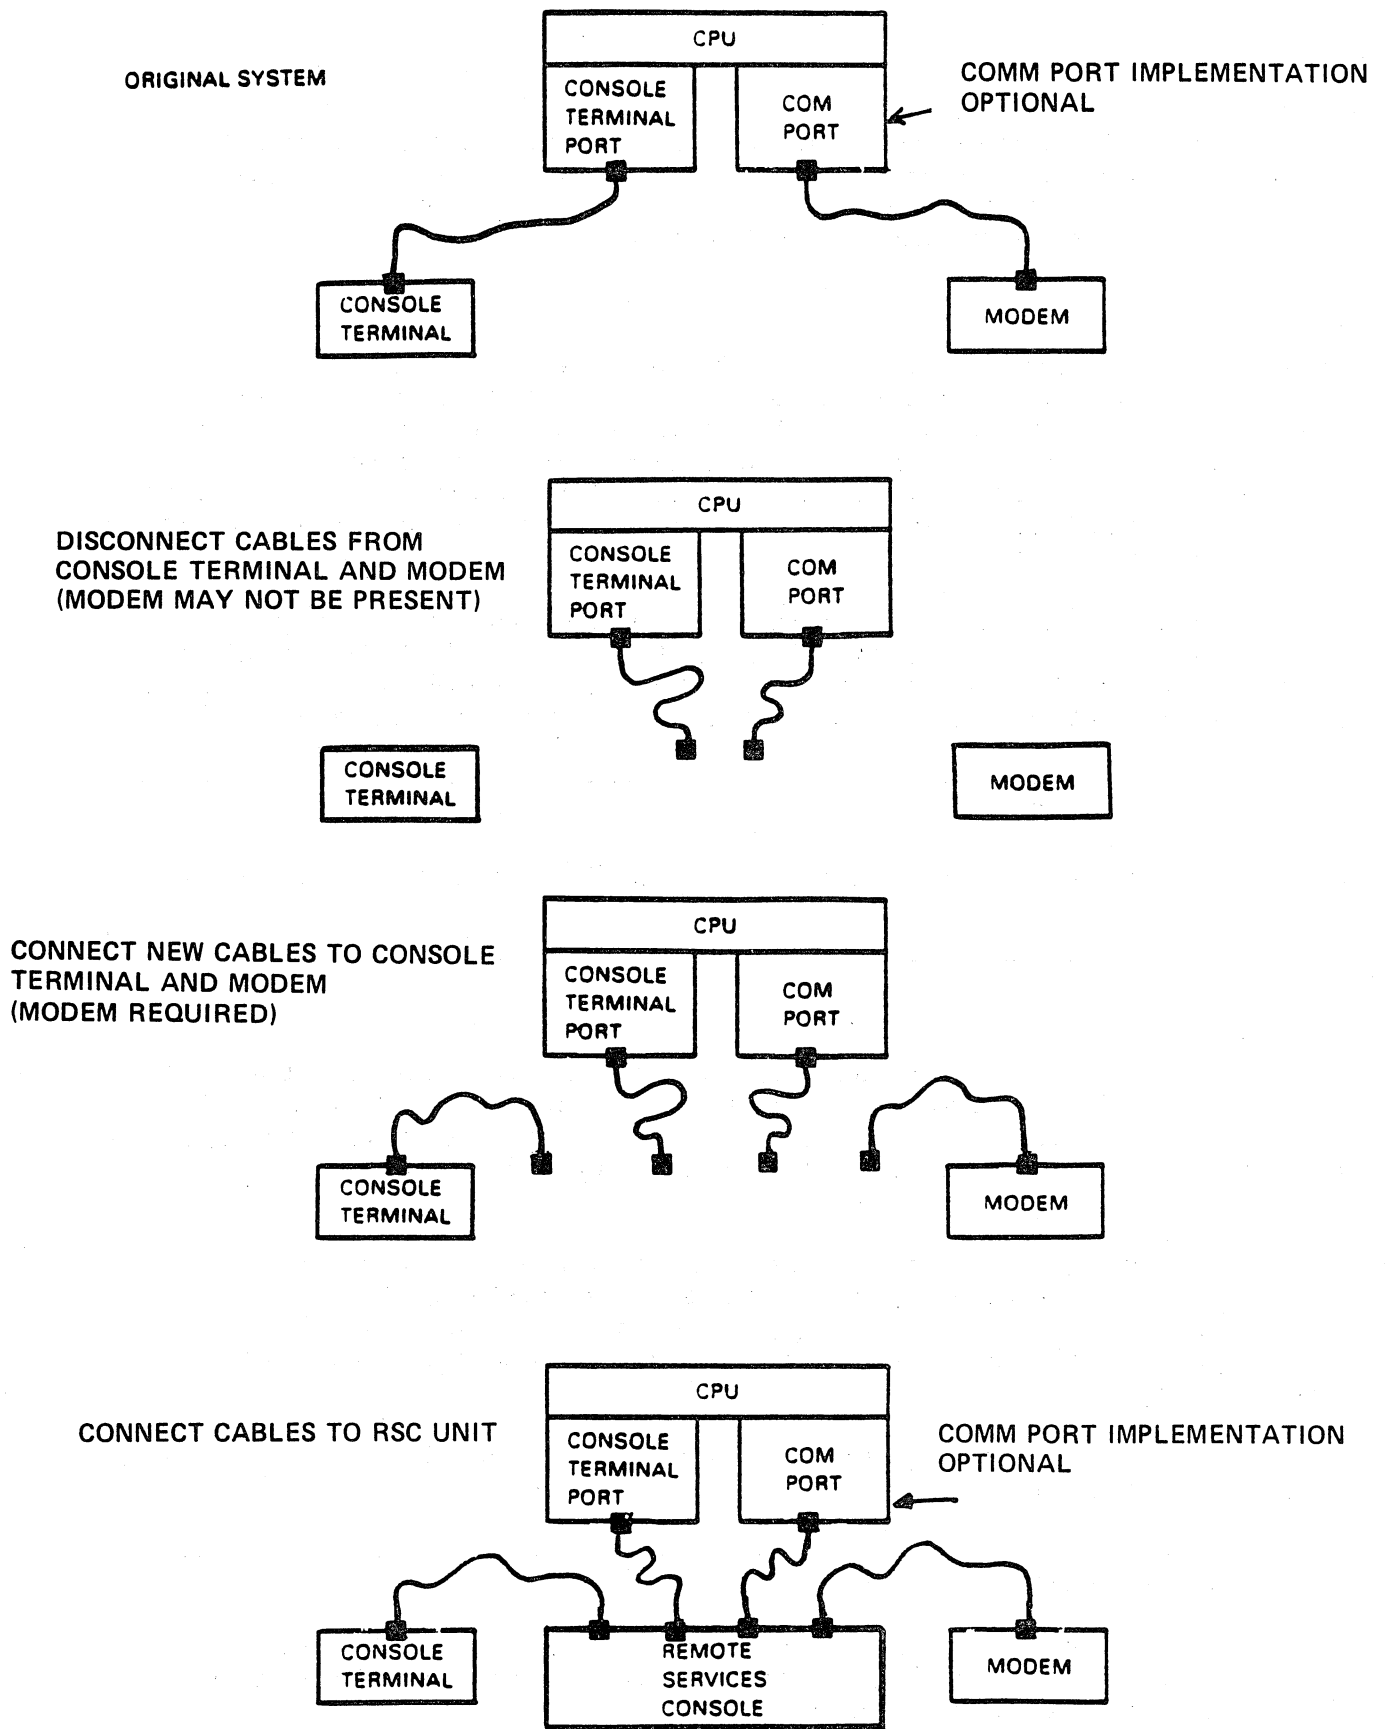 CPU
ORIGINAL SYSTEM
CONSOLE
TERMINAL
PORT
COM
PORT
COMM PORT IMPLEMENTATION
OPTIONAL
CONSOLE
TERMINAL
MODEM
CPU
DISCONNECT CABLES FROM
CONSOLE TERMINAL AND MODEM
(MODEM MAY NOT BE PRESENT)
CONSOLE
TERMINAL
PORT
COM
PORT
CONSOLE
TERMINAL
MODEM
CPU
CONNECT NEW CABLES TO CONSOLE
TERMINAL AND MODEM
(MODEM REQUIRED)
CONSOLE
TERMINAL
PORT
COM
PORT
CONSOLE
TERMINAL
MODEM
CPU
CONNECT CABLES TO RSC UNIT
CONSOLE
TERMINAL
PORT
COM
PORT
COMM PORT IMPLEMENTATION
OPTIONAL
CONSOLE
TERMINAL
REMOTE
SERVICES
CONSOLE
MODEM